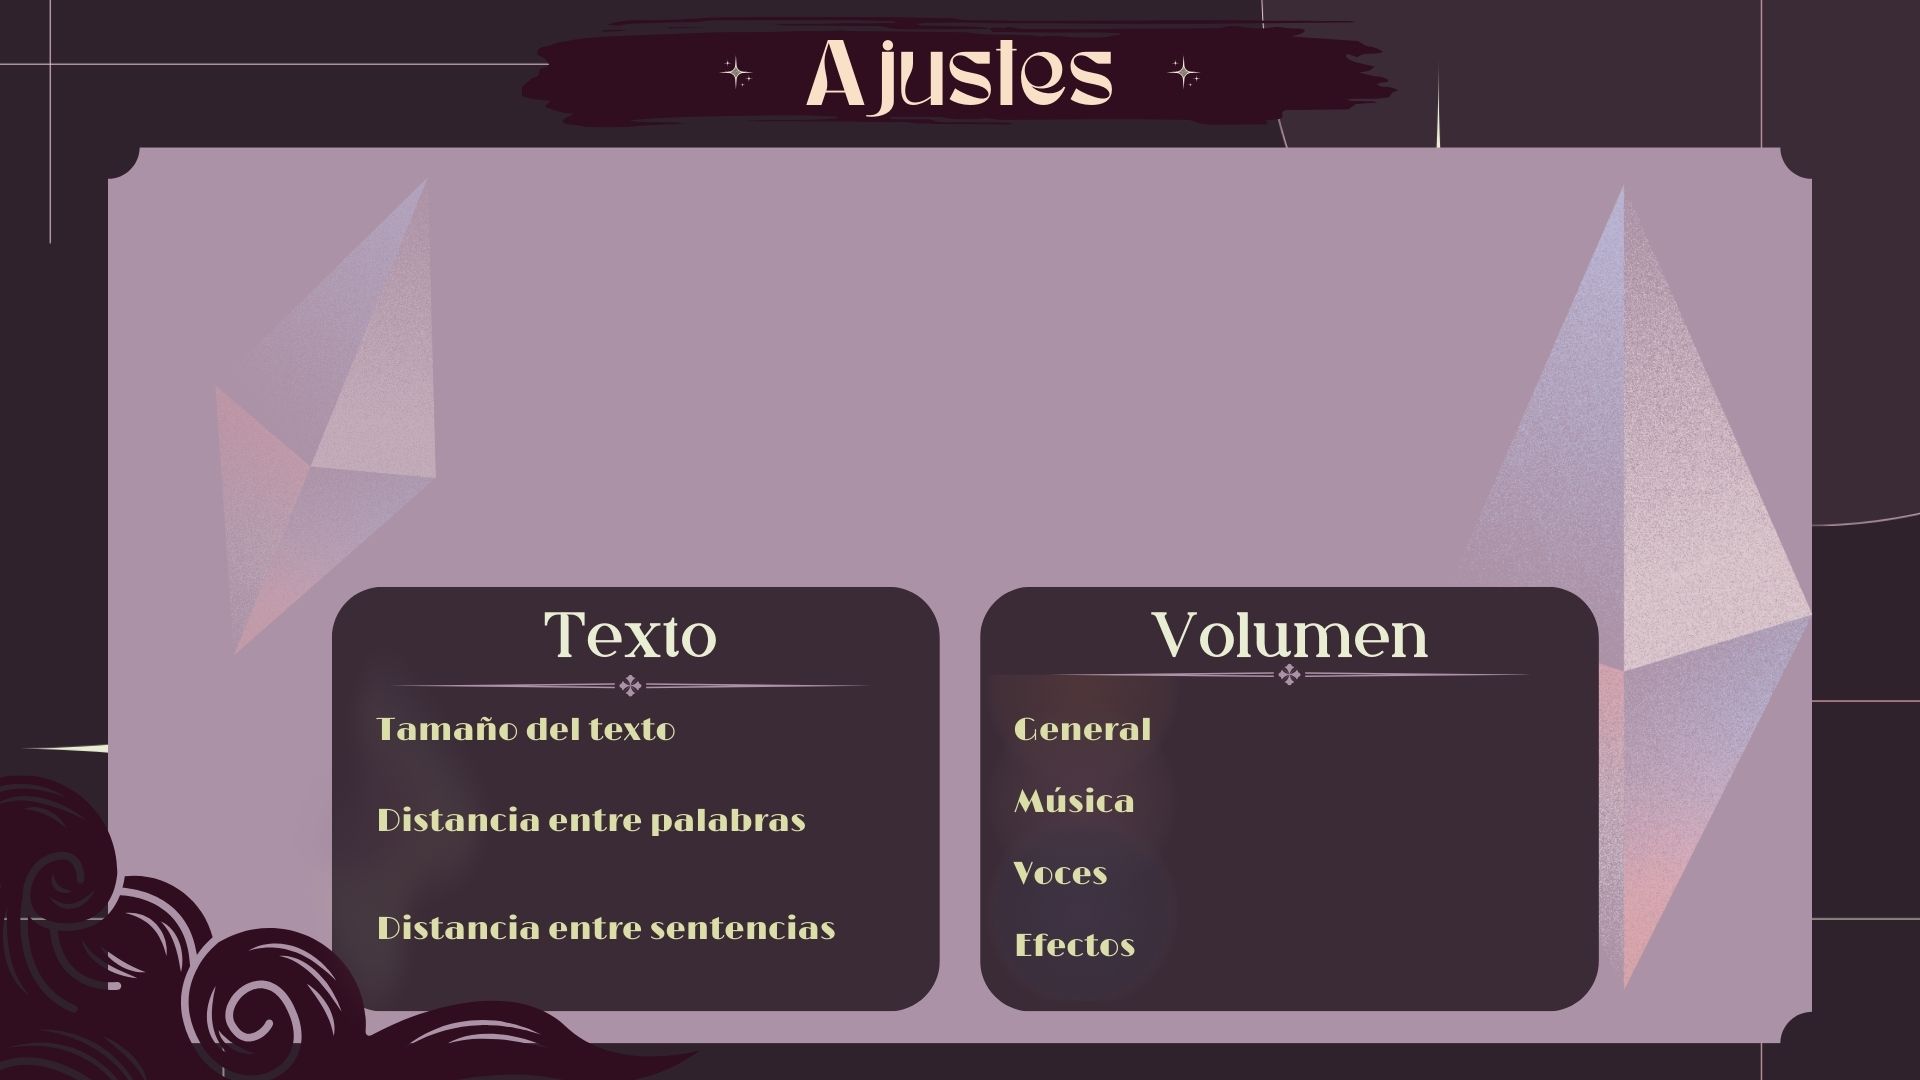 Ajustes
Texto
Tamaño del texto
Distancia entre palabras
Distancia entre sentencias
Volumen
General
Música
Voces
Efectos